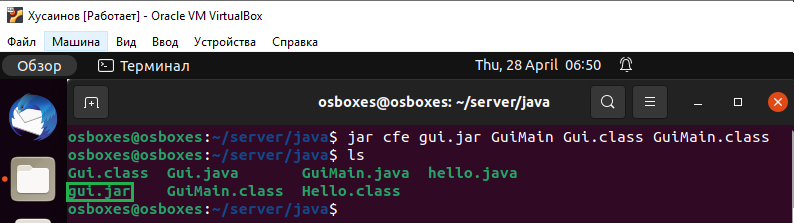 Хусаинов [Работает] - Oracle VM VirtualBox
Файл Машина Вид Ввод Устройства Справка
Обзор Терминал Thu, 28 April 06:50
osboxes@osboxes: ~/server/java
osboxes@osboxes:~/server/java$ jar cfe gui.jar GuiMain Gui.class GuiMain.class
osboxes@osboxes:~/server/java$ ls
Gui.class Gui.java GuiMain.java hello.java
gui.jar GuiMain.class Hello.class
osboxes@osboxes:~/server/java$